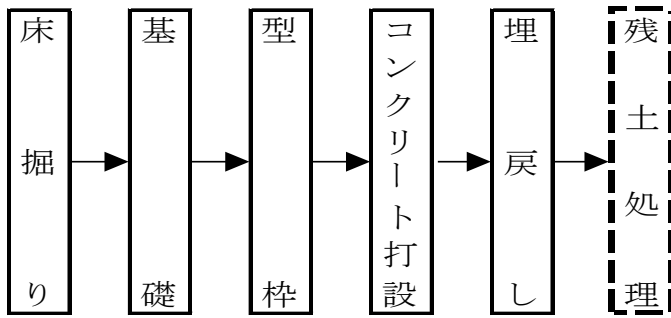 床掘り
基礎
型枠
コンクリート打設
埋戻し
残土処理